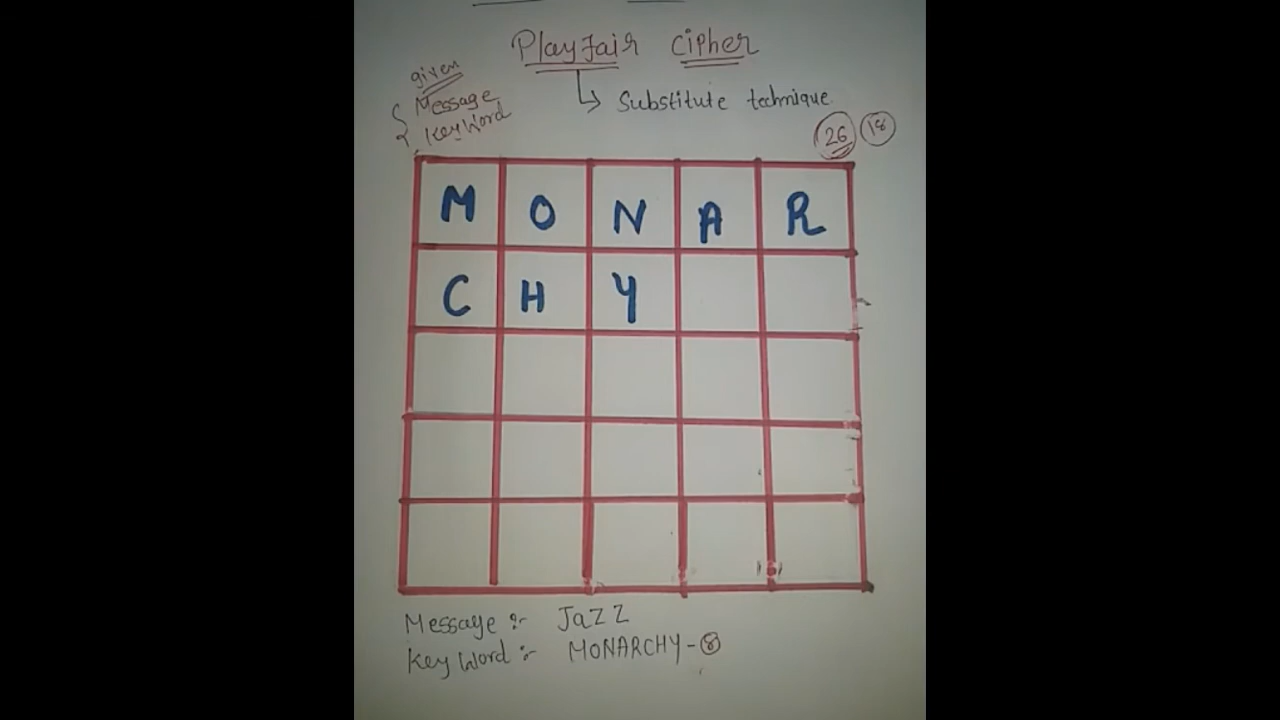 Playfair Cipher
given
Message
KeyWord
Substitute technique
26 18
M O N A R
C H Y
Message :- JaZZ
Key Word :- MONARCHY - 8